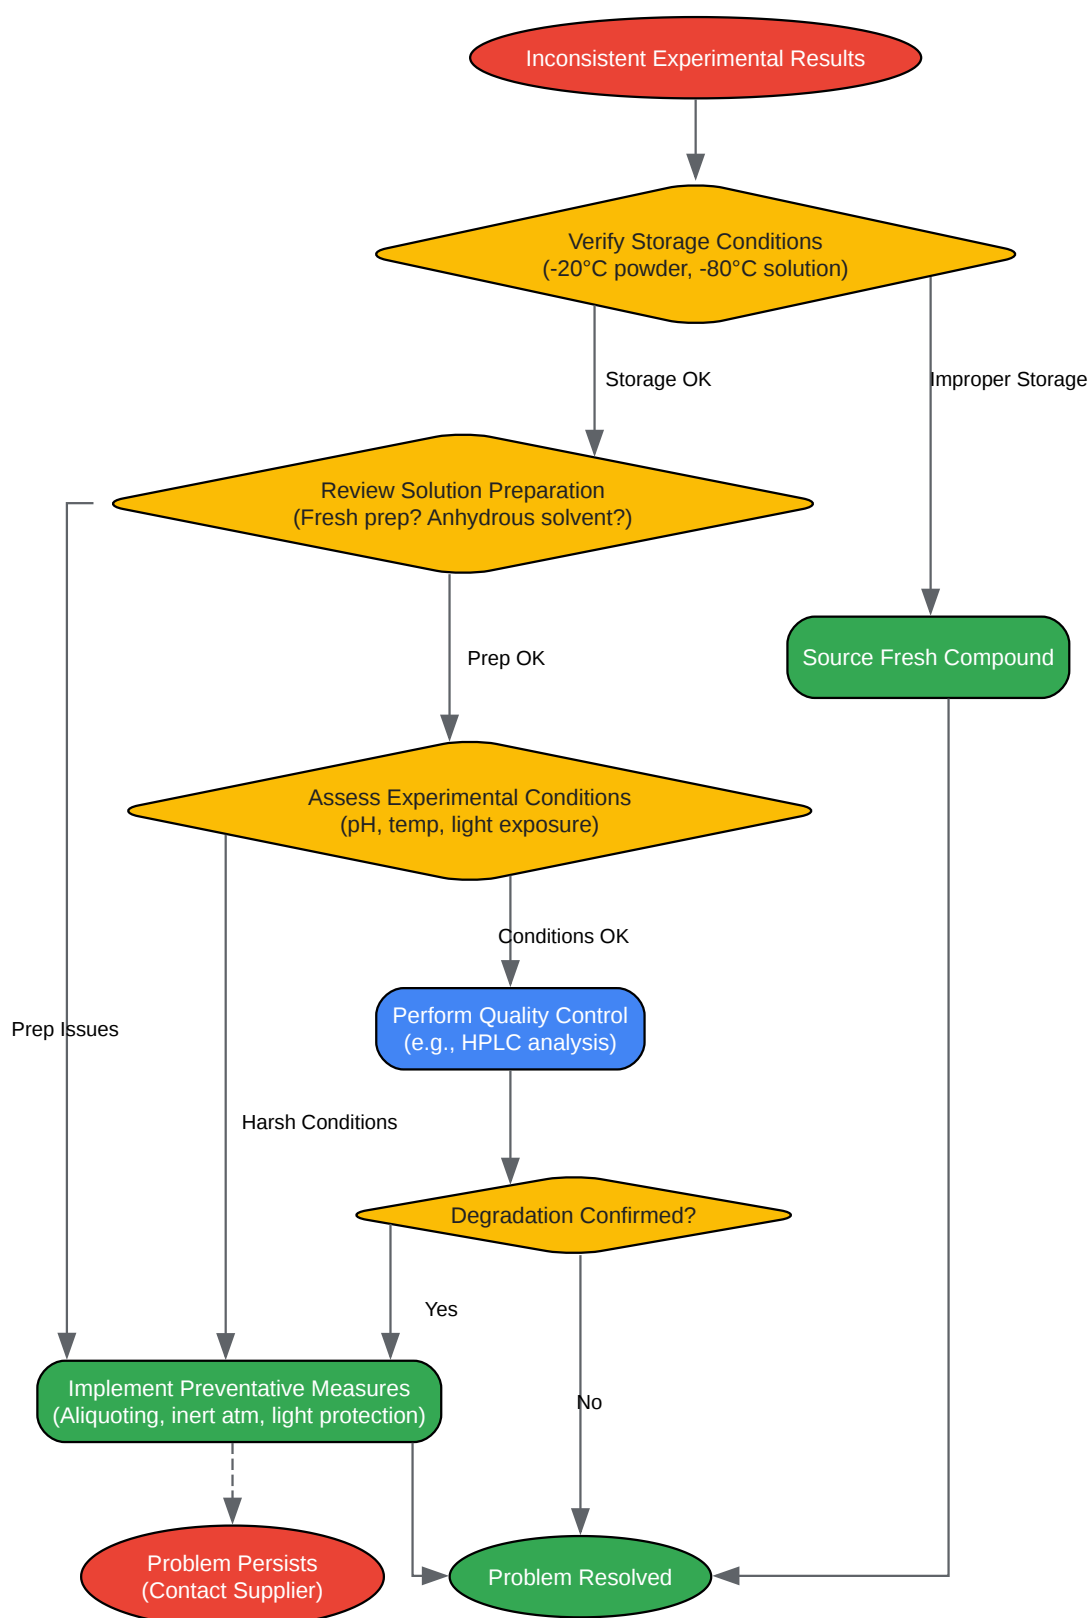 Inconsistent Experimental Results
Verify Storage Conditions
(-20°C powder, -80°C solution)
Storage OK
Improper Storage
Review Solution Preparation
(Fresh prep? Anhydrous solvent?)
Prep OK
Source Fresh Compound
Assess Experimental Conditions
(pH, temp, light exposure)
Conditions OK
Perform Quality Control
(e.g., HPLC analysis)
Prep Issues
Harsh Conditions
Degradation Confirmed?
Yes
Implement Preventative Measures
(Aliquoting, inert atm, light protection)
No
Problem Persists
(Contact Supplier)
Problem Resolved